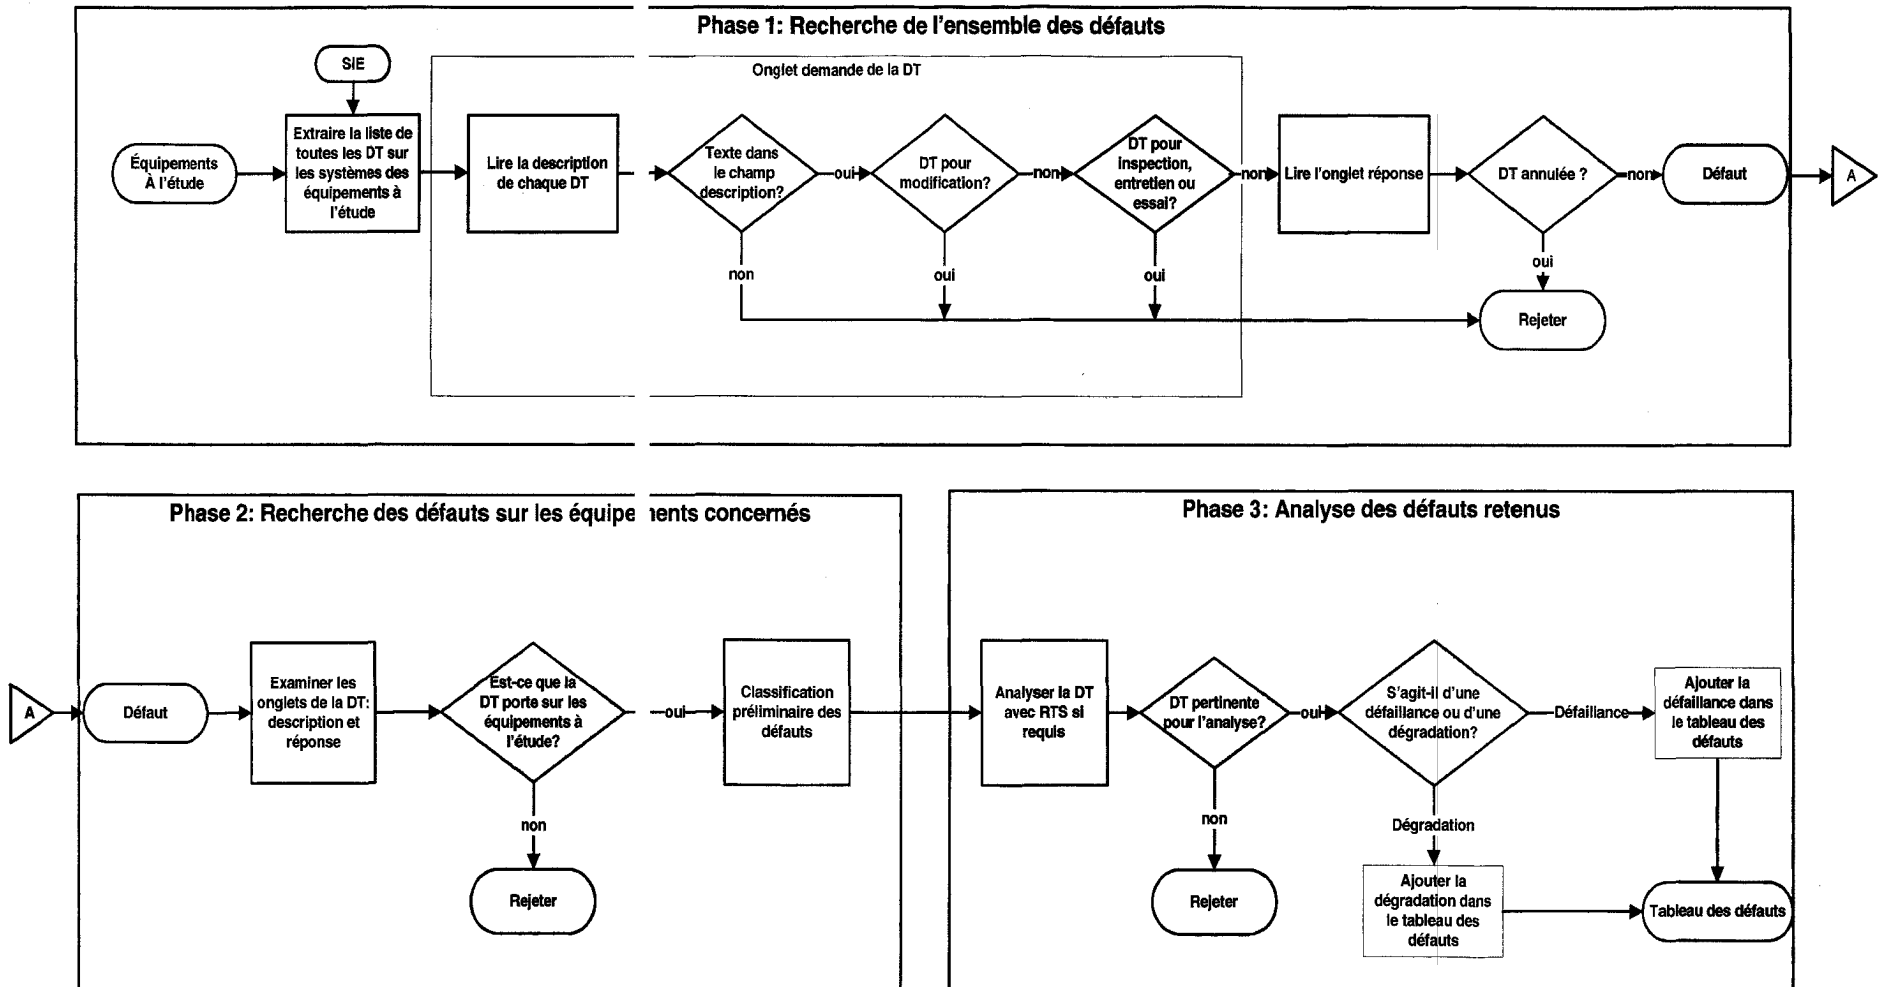 Phase 1: Recherche de l'ensemble des défauts
SIE
Onglet demande de la DT
Équipements
À l'étude
Extraire la liste de
toutes les DT sur
les systèmes des
équipements à
l'étude
Lire la description
de chaque DT
Texte dans
le champ
description?
oui
DT pour
modification?
non
DT pour
inspection,
entretien ou
essai?
non
Lire l'onglet réponse
DT annulée ?
non
Défaut
A
non
oui
oui
oui
Rejeter
Phase 2: Recherche des défauts sur les équipements concernés
A
Défaut
Examiner les
onglets de la DT:
description et
réponse
Est-ce que la
DT porte sur les
équipements à
l'étude?
oui
Classification
préliminaire des
défauts
non
Rejeter
Phase 3: Analyse des défauts retenus
Analyser la DT
avec RTS si
requis
DT pertinente
pour l'analyse?
oui
S'agit-il d'une
défaillance ou d'une
dégradation?
Défaillance
Ajouter la
défaillance dans
le tableau des
défauts
non
Rejeter
Dégradation
Ajouter la
dégradation dans
le tableau des
défauts
Tableau des défauts